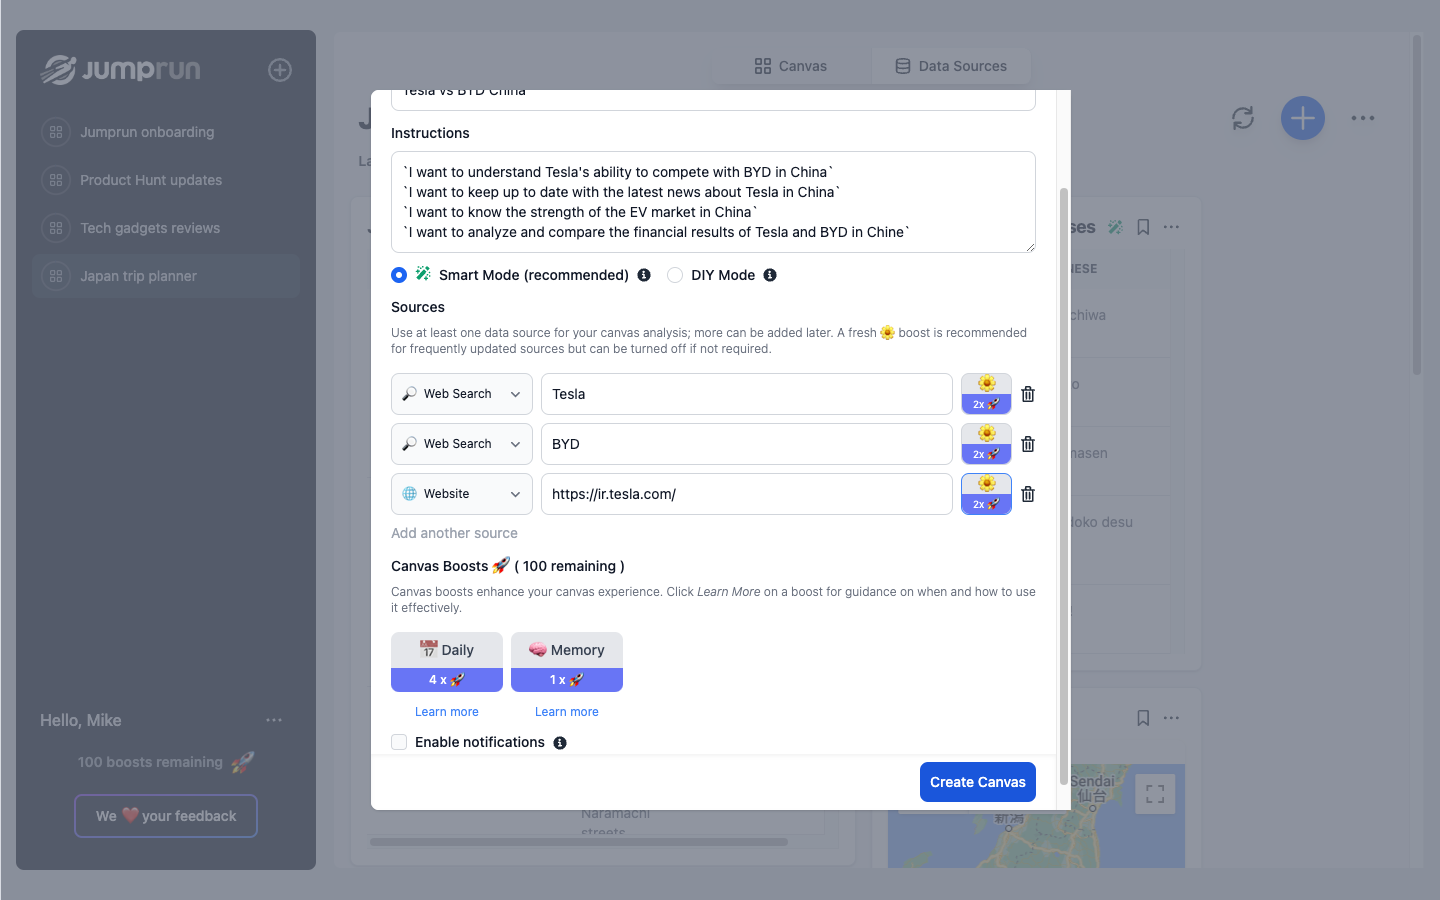 JUMPRUN
Jumprun onboarding
Product Hunt updates
Tech gadgets reviews
Japan trip planner
Hello, Mike
100 boosts remaining
We ❤️ your feedback
Canvas
Data Sources
Tesla vs BYD China
Instructions
`I want to understand Tesla's ability to compete with BYD in China`
`I want to keep up to date with the latest news about Tesla in China`
`I want to know the strength of the EV market in China`
`I want to analyze and compare the financial results of Tesla and BYD in Chine`
Smart Mode (recommended)
DIY Mode
Sources
Use at least one data source for your canvas analysis; more can be added later. A fresh 🌼 boost is recommended
for frequently updated sources but can be turned off if not required.
Web Search
Tesla
2x 🚀
Web Search
BYD
2x 🚀
Website
https://ir.tesla.com/
2x 🚀
Add another source
Canvas Boosts 🚀 ( 100 remaining )
Canvas boosts enhance your canvas experience. Click Learn More on a boost for guidance on when and how to use
it effectively.
📅 Daily
4 x 🚀
Learn more
🧠 Memory
1 x 🚀
Learn more
Enable notifications
Create Canvas
doko desu
Naramachi
streets
Sendai
仙台
新潟